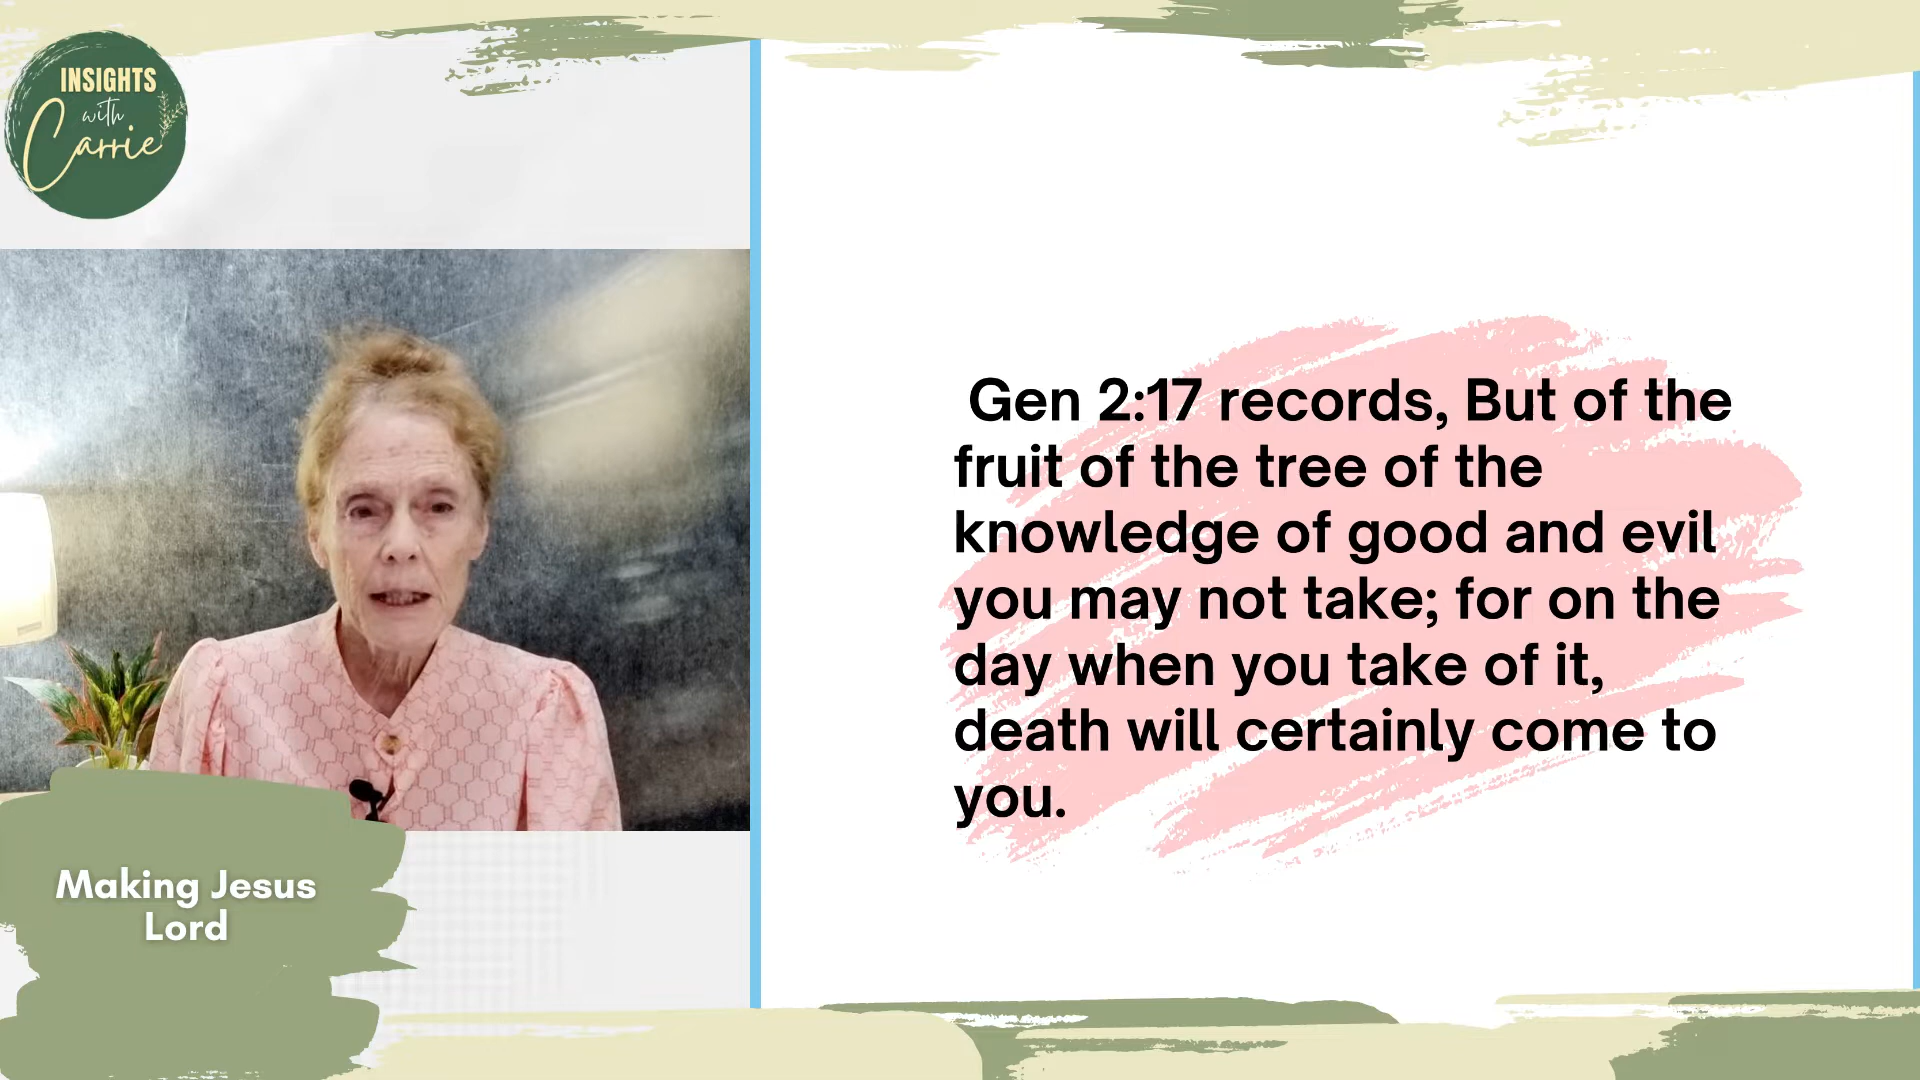 INSIGHTS
with
Carrie
Gen 2:17 records, But of the
fruit of the tree of the
knowledge of good and evil
you may not take; for on the
day when you take of it,
death will certainly come to
you.
Making Jesus
Lord